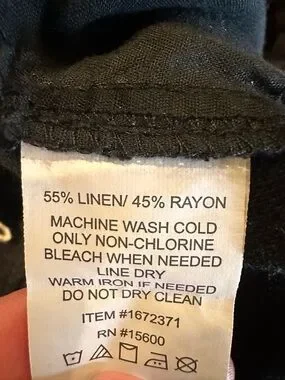 55% LINEN/ 45% RAYON
MACHINE WASH COLD
ONLY NON-CHLORINE
BLEACH WHEN NEEDED
LINE DRY
WARM IRON IF NEEDED
DO NOT DRY CLEAN
ITEM #1672371
RN #15600